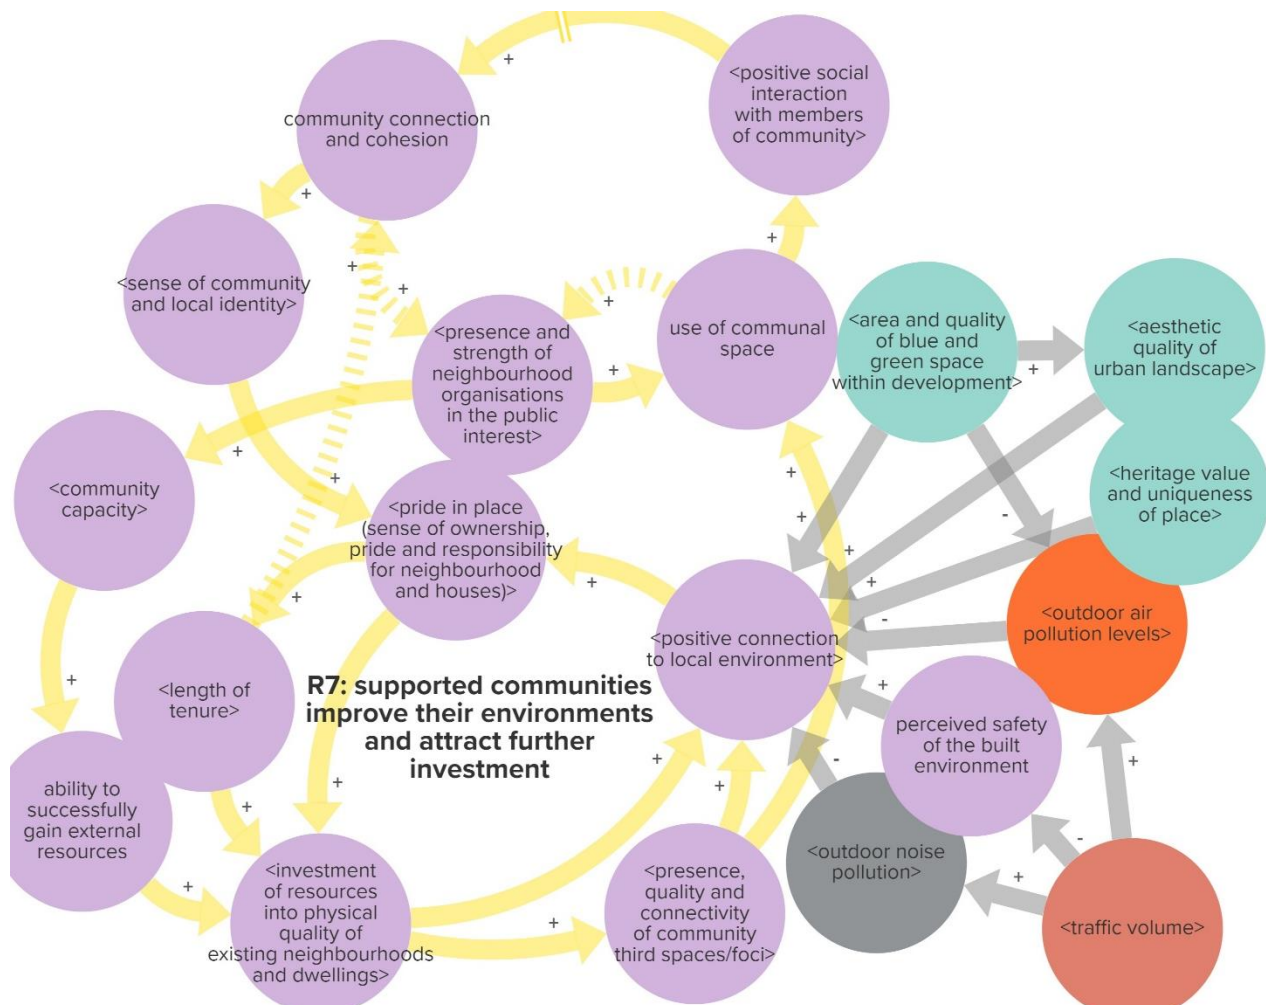 <positive social
interaction
with members
of community>
community connection
and cohesion
+
+
<sense of community
and local identity>
+
+
+
+
<presence and
strength of
neighbourhood
organisations
in the public
interest>
+
+
use of communal
space
<area and quality
of blue and
green space
within development>
+
<aesthetic
quality of
urban landscape>
<community
capacity>
+
+
<pride in place
(sense of ownership,
pride and responsibility
for neighbourhood
and houses)>
+
+
+
+
+
-
-
<heritage value
and uniqueness
of place>
+
+
<positive connection
to local environment>
<outdoor air
pollution levels>
<length of
tenure>
+
R7: supported communities
improve their environments
and attract further
investment
+
perceived safety
of the built
environment
ability to
successfully
gain external
resources
+
+
+
+
-
+
-
<outdoor noise
pollution>
+
<traffic volume>
+
<investment
of resources
into physical
quality of
existing neighbourhoods
and dwellings>
+
<presence,
quality and
connectivity
of community
third spaces/foci>